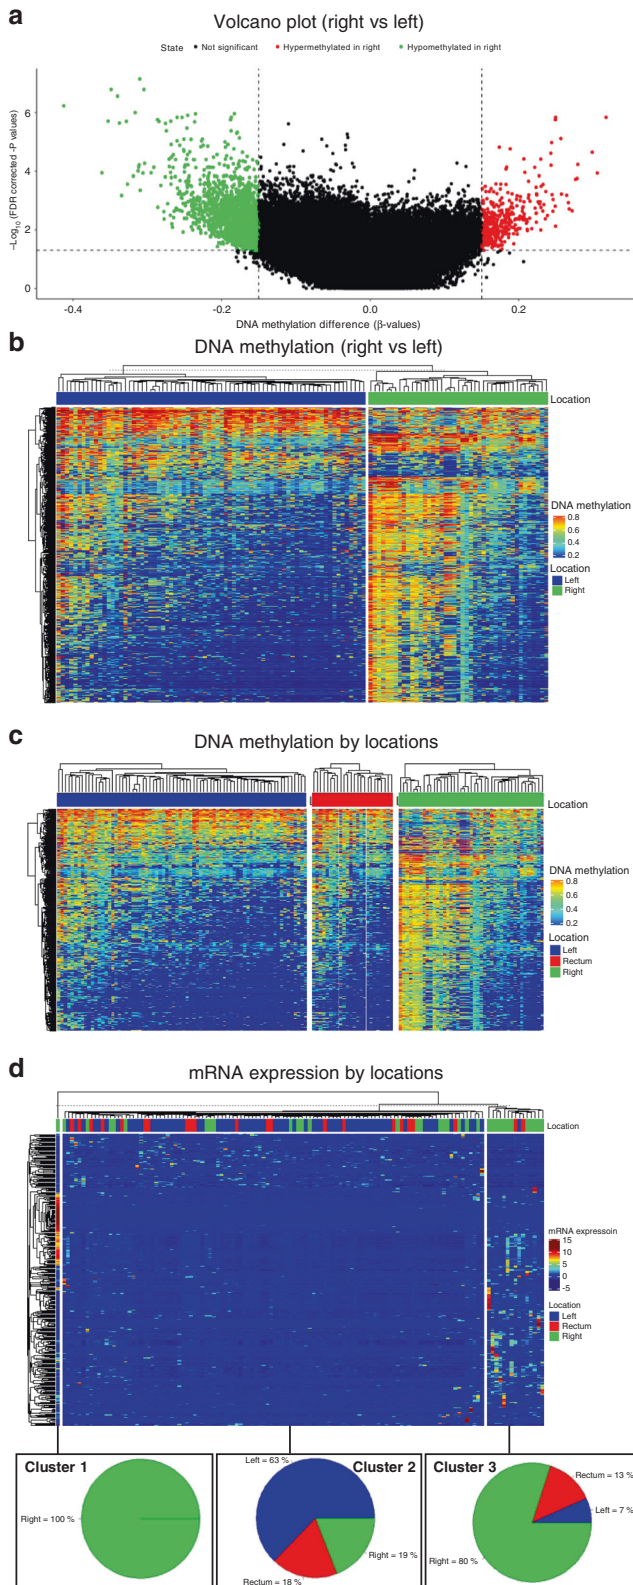 a
Volcano plot (right vs left)
State • Not significant • Hypermethylated in right • Hypomethylated in right
−Log10 (FDR corrected -P values)
6
4
2
0
-0.4
-0.2
0.0
0.2
DNA methylation difference (β-values)
b
DNA methylation (right vs left)
Location
DNA methylation
0.8
0.6
0.4
0.2
Location
Left
Right
c
DNA methylation by locations
Location
DNA methylation
0.8
0.6
0.4
0.2
Location
Left
Rectum
Right
d
mRNA expression by locations
Location
mRNA expressoin
15
10
5
0
-5
Location
Left
Rectum
Right
Cluster 1
Right = 100 %
Cluster 2
Left = 63 %
Right = 19 %
Rectum = 18 %
Cluster 3
Rectum = 13 %
Left = 7 %
Right = 80 %